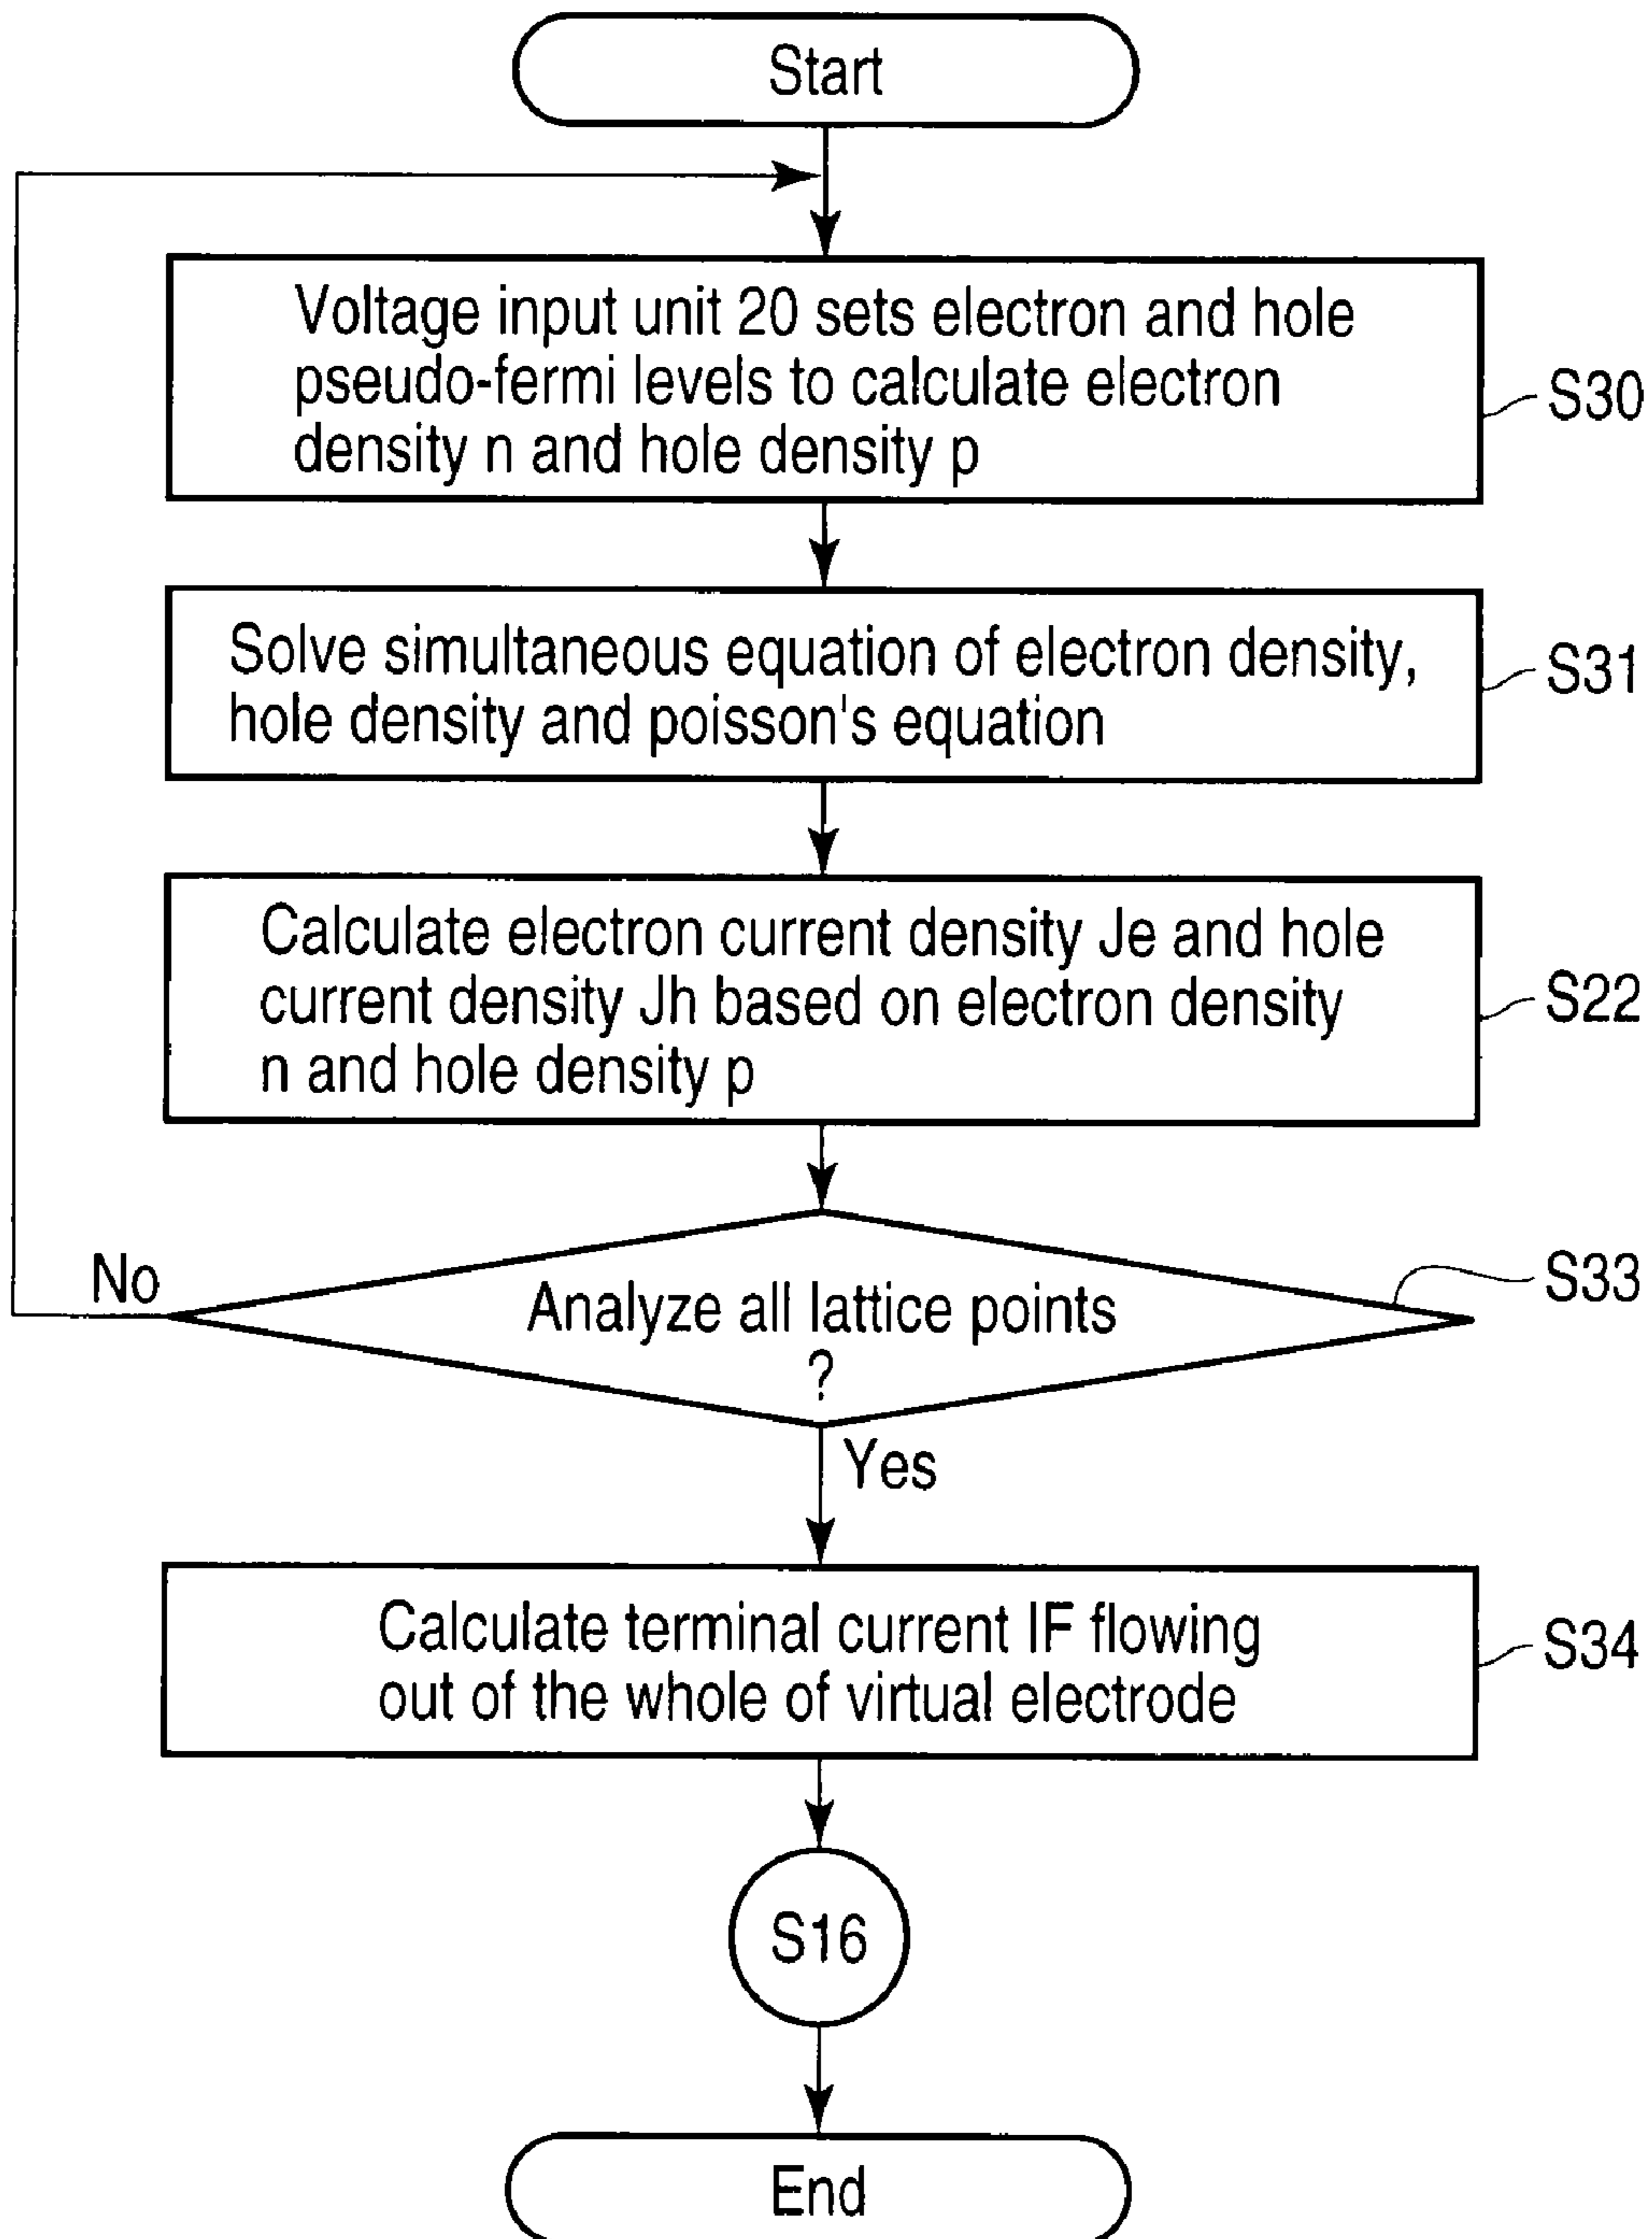 Start
Voltage input unit 20 sets electron and hole
pseudo-fermi levels to calculate electron
density n and hole density p
S30
Solve simultaneous equation of electron density,
hole density and poisson's equation
S31
Calculate electron current density Je and hole
current density Jh based on electron density
n and hole density p
S22
No
Analyze all lattice points
?
S33
Yes
Calculate terminal current IF flowing
out of the whole of virtual electrode
S34
S16
End